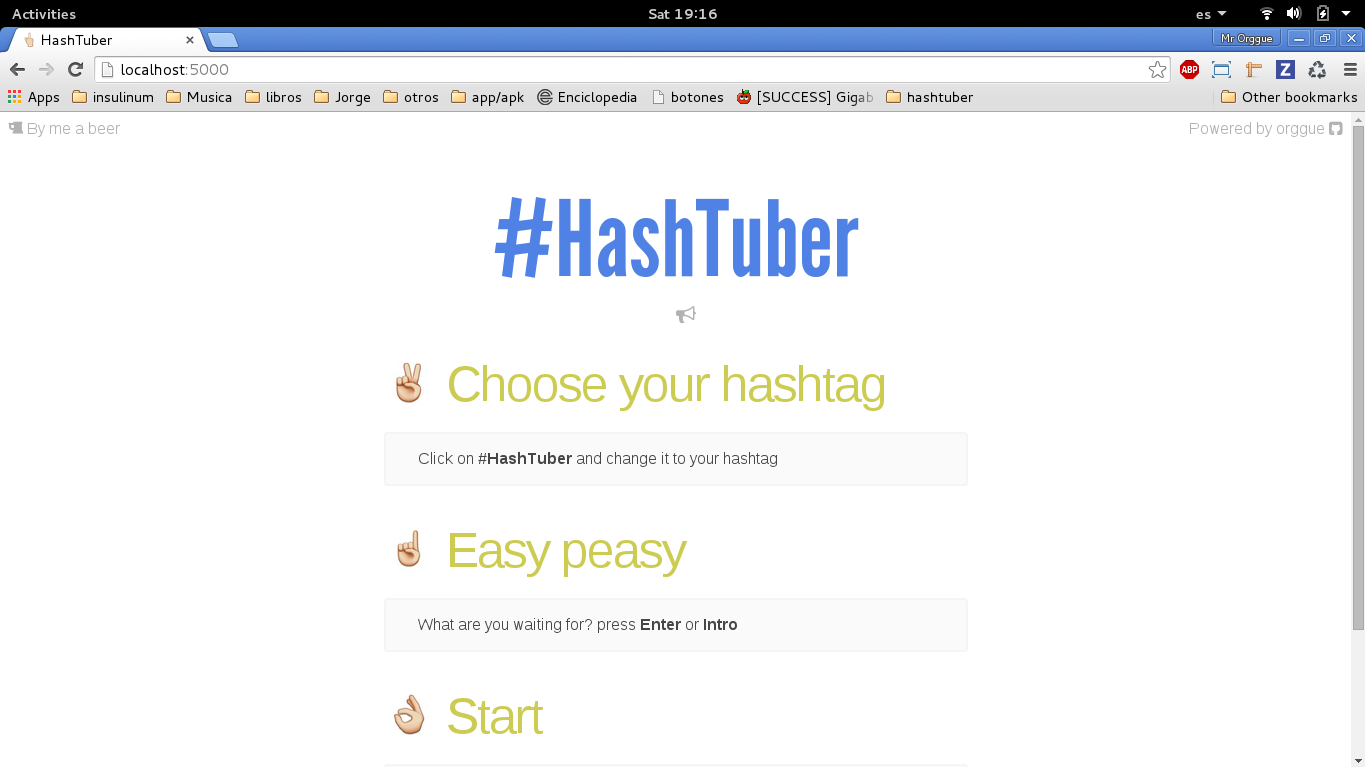 Activities
Sat 19:16
es
HashTuber
Mr Orggue
localhost:5000
ABP
Z
Apps
insulinum
Musica
libros
Jorge
otros
app/apk
Enciclopedia
botones
[SUCCESS] Gigab
hashtuber
Other bookmarks
By me a beer
Powered by orggue
#HashTuber
Choose your hashtag
Click on #HashTuber and change it to your hashtag
Easy peasy
What are you waiting for? press Enter or Intro
Start